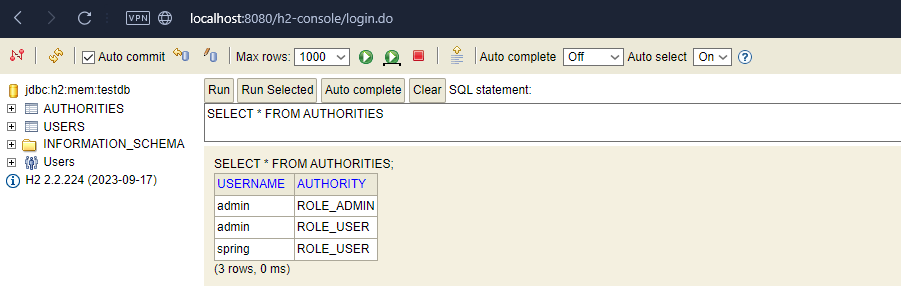 VPN localhost:8080/h2-console/login.do
Auto commit Max rows: 1000 Auto complete Off Auto select On ?
jdbc:h2:mem:testdb
AUTHORITIES
USERS
INFORMATION_SCHEMA
Users
H2 2.2.224 (2023-09-17)
Run Run Selected Auto complete Clear SQL statement:
SELECT * FROM AUTHORITIES
SELECT * FROM AUTHORITIES;
USERNAME AUTHORITY
admin ROLE_ADMIN
admin ROLE_USER
spring ROLE_USER
(3 rows, 0 ms)